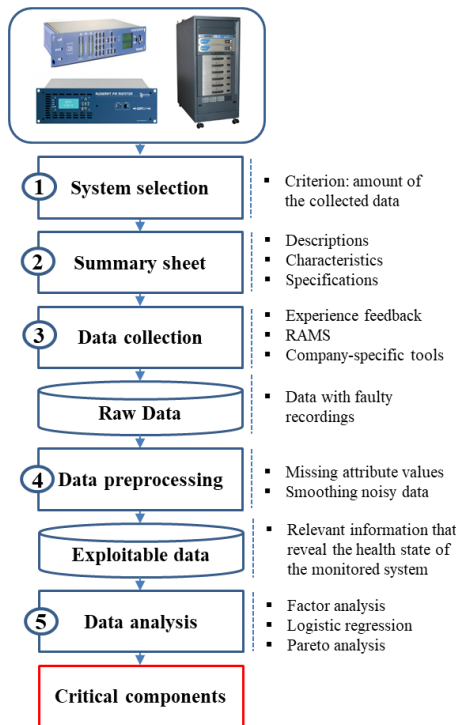 1
System selection
▪ Criterion: amount of
the collected data
2
Summary sheet
▪ Descriptions
▪ Characteristics
▪ Specifications
3
Data collection
▪ Experience feedback
▪ RAMS
▪ Company-specific tools
Raw Data
▪ Data with faulty
recordings
4
Data preprocessing
▪ Missing attribute values
▪ Smoothing noisy data
Exploitable data
▪ Relevant information that
reveal the health state of
the monitored system
5
Data analysis
▪ Factor analysis
▪ Logistic regression
▪ Pareto analysis
Critical components